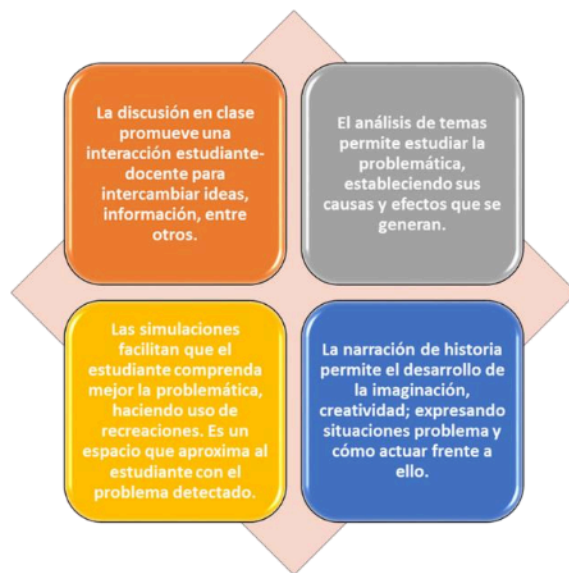 La discusión en clase
promueve una
interacción estudiante-
docente para
intercambiar ideas,
información, entre
otros.
El análisis de temas
permite estudiar la
problemática,
estableciendo sus
causas y efectos que se
generan.
Las simulaciones
facilitan que el
estudiante comprenda
mejor la problemática,
haciendo uso de
recreaciones. Es un
espacio que aproxima al
estudiante con el
problema detectado.
La narración de historia
permite el desarrollo de
la imaginación,
creatividad; expresando
situaciones problema y
cómo actuar frente a
ello.